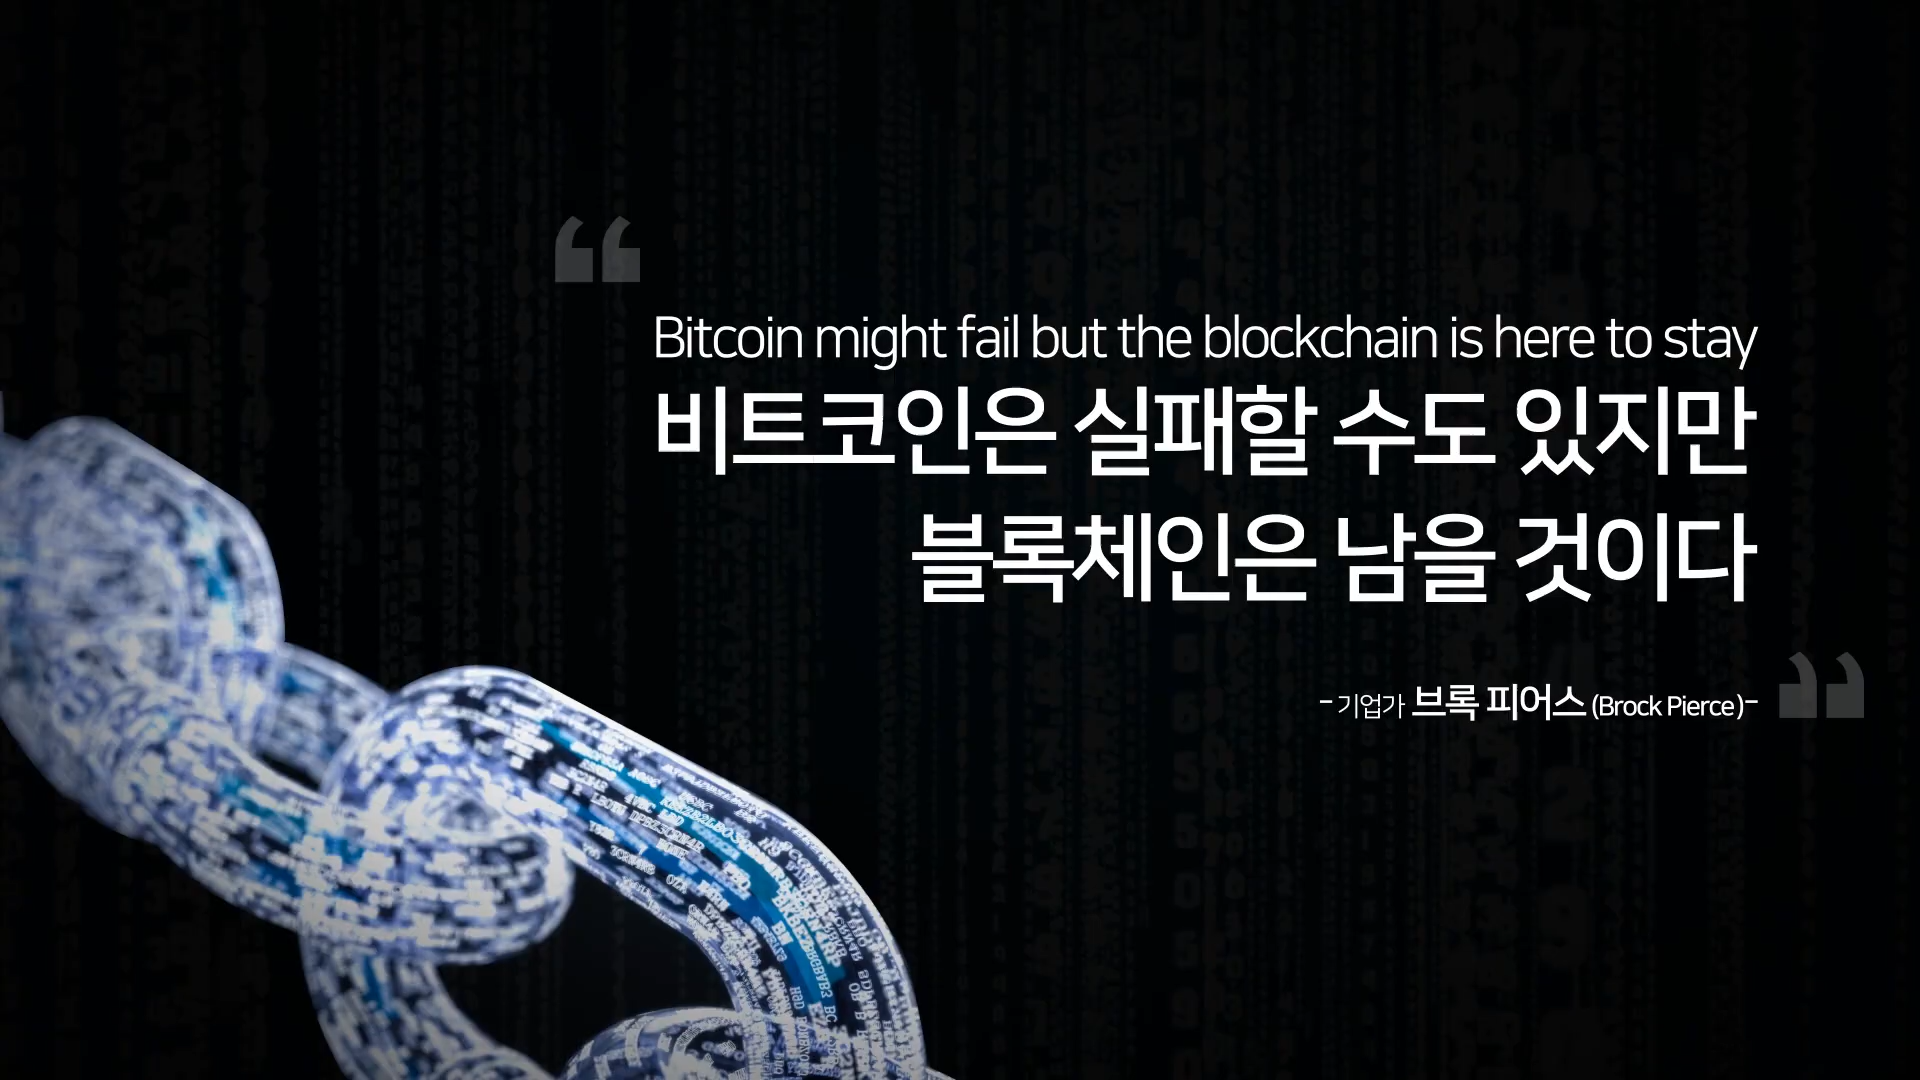 Bitcoin might fail but the blockchain is here to stay
비트코인은 실패할 수도 있지만
블록체인은 남을 것이다
- 기업가 브록 피어스 (Brock Pierce)-